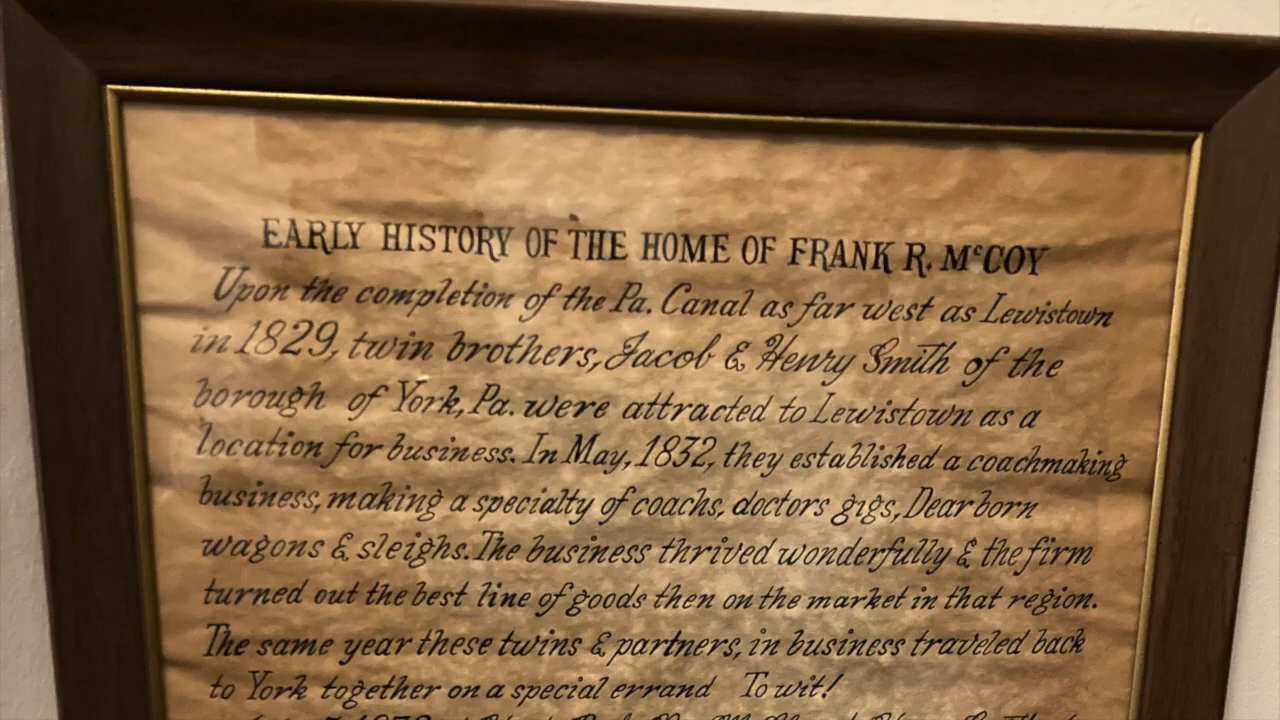 EARLY HISTORY OF THE HOME OF FRANK R. McCOY
Upon the completion of the Pa. Canal as far west as Lewistown
in 1829, twin brothers, Jacob & Henry Smith of the
borough of York, Pa. were attracted to Lewistown as a
location for business. In May, 1832, they established a coachmaking
business, making a specialty of coachs, doctors gigs, Dearborn
wagons & sleighs. The business thrived wonderfully & the firm
turned out the best line of goods then on the market in that region.
The same year these twins & partners, in business traveled back
to York together on a special errand To wit!